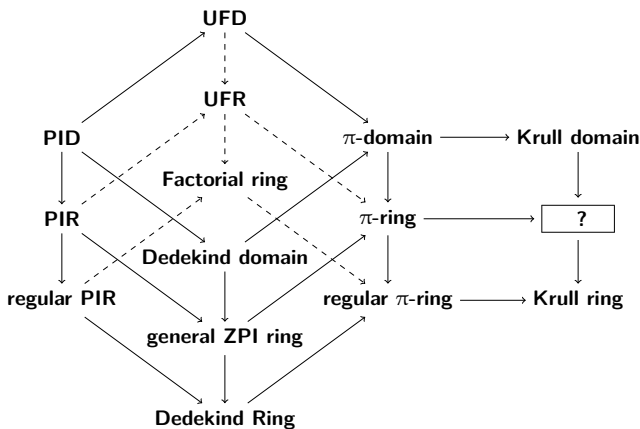 UFD
UFR
PID
π-domain
Krull domain
Factorial ring
PIR
π-ring
?
Dedekind domain
regular PIR
regular π-ring
Krull ring
general ZPI ring
Dedekind Ring